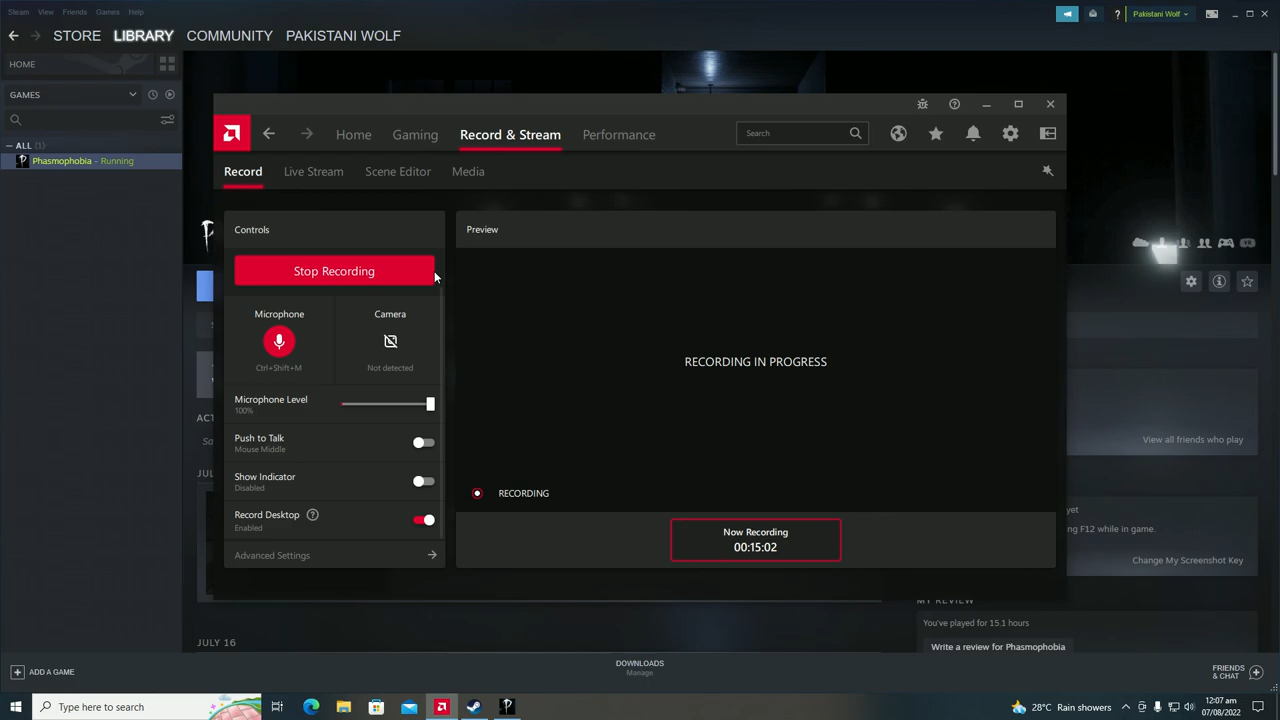 Steam View Friends Games Help
Pakistani Wolf
STORE LIBRARY COMMUNITY PAKISTANI WOLF
HOME
GAMES
ALL (1)
Phasmophobia - Running
Home Gaming Record & Stream Performance
Search
Record Live Stream Scene Editor Media
Controls
Stop Recording
Microphone
Ctrl+Shift+M
Camera
Not detected
Microphone Level
100%
Push to Talk
Mouse Middle
Show Indicator
Disabled
Record Desktop
Enabled
Advanced Settings
Preview
RECORDING IN PROGRESS
RECORDING
Now Recording
00:15:02
View all friends who play
yet
ng F12 while in game.
Change My Screenshot Key
MY REVIEW
You've played for 15.1 hours
Write a review for Phasmophobia
JULY 16
ADD A GAME
DOWNLOADS
Manage
FRIENDS
& CHAT
Type here to search
28°C Rain showers
12:07 am
07/08/2022